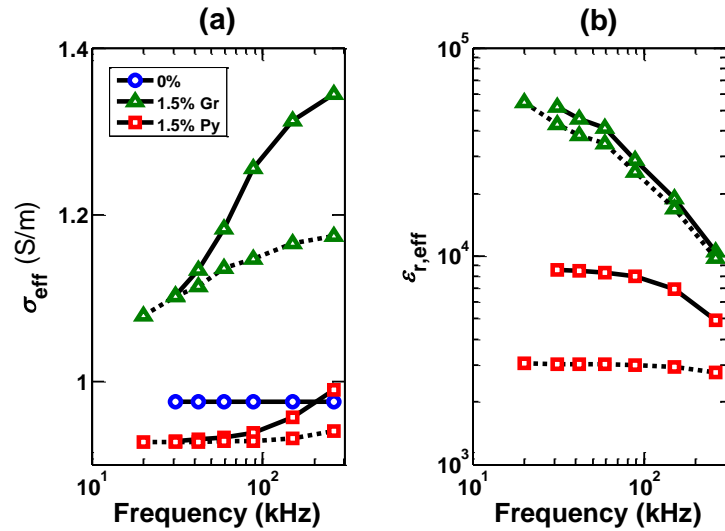 (a)
1.4
1.2
1
σeff (S/m)
0%
1.5% Gr
1.5% Py
10¹
10²
Frequency (kHz)
(b)
10⁵
10⁴
10³
εr,eff
10¹
10²
Frequency (kHz)